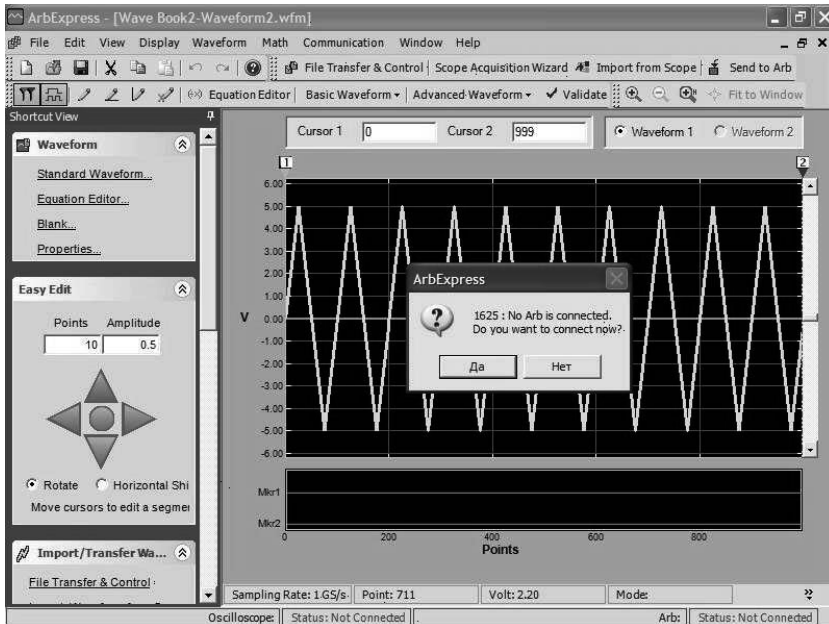 ArbExpress - [Wave Book2-Waveform2.wfm]
File Edit View Display Waveform Math Communication Window Help
File Transfer & Control Scope Acquisition Wizard Import from Scope Send to Arb
Equation Editor Basic Waveform Advanced Waveform Validate Fit to Window
Shortcut View
Cursor 1 0 Cursor 2 999 Waveform 1 Waveform 2
Waveform
Standard Waveform...
Equation Editor...
Blank...
Properties...
Easy Edit
Points Amplitude
10 0.5
Rotate Horizontal Shi
Move cursors to edit a segmen
Import/Transfer Wa...
File Transfer & Control
1 2
6.00
5.00
4.00
3.00
2.00
1.00
V 0.00
-1.00
-2.00
-3.00
-4.00
-5.00
-6.00
ArbExpress
1625 : No Arb is connected.
Do you want to connect now?
Да Нет
Mkr1
Mkr2
0 200 400 600 800
Points
Sampling Rate: 1 GS/s Point: 711 Volt: 2.20 Mode:
Oscilloscope: Status: Not Connected Arb: Status: Not Connected